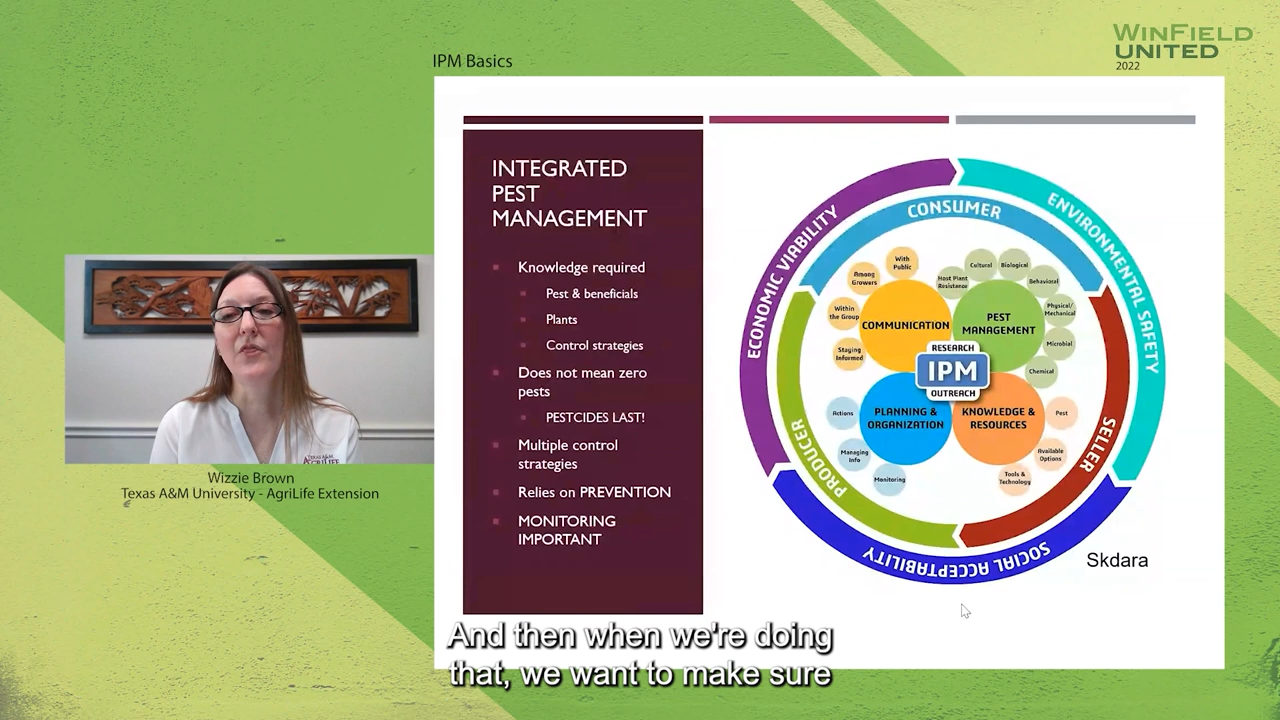 WINFIELD
UNITED
2022
IPM Basics
INTEGRATED
PEST
MANAGEMENT
Knowledge required
Pest & beneficials
Plants
Control strategies
Does not mean zero
pests
PESTCIDES LAST!
Multiple control
strategies
Relies on PREVENTION
MONITORING
IMPORTANT
ECONOMIC VIABILITY
ENVIRONMENTAL SAFETY
SOCIAL ACCEPTABILITY
CONSUMER
SELLER
PRODUCER
COMMUNICATION
With
Public
Among
Growers
Within
the Group
Staying
Informed
PEST
MANAGEMENT
Host Plant
Resistance
Cultural
Biological
Behavioral
Physical/
Mechanical
Microbial
Chemical
RESEARCH
IPM
OUTREACH
PLANNING &
ORGANIZATION
Actions
Managing
Info
Monitoring
KNOWLEDGE &
RESOURCES
Pest
Available
Options
Tools &
Technology
Skdara
TEXAS A&M
AGRILIFE
Wizzie Brown
Texas A&M University - AgriLife Extension
And then when we're doing
that, we want to make sure